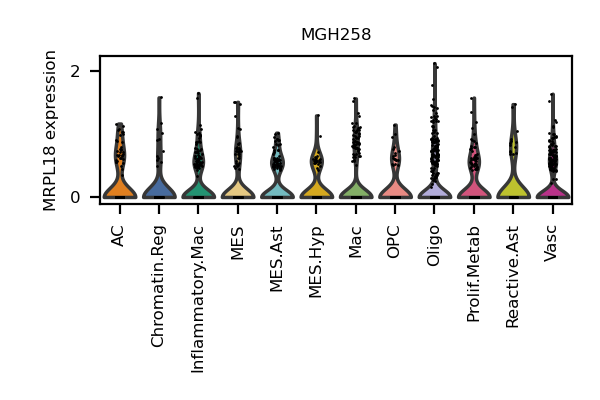 MGH258
MRPL18 expression
2
0
AC
Chromatin.Reg
Inflammatory.Mac
MES
MES.Ast
MES.Hyp
Mac
OPC
Oligo
Prolif.Metab
Reactive.Ast
Vasc